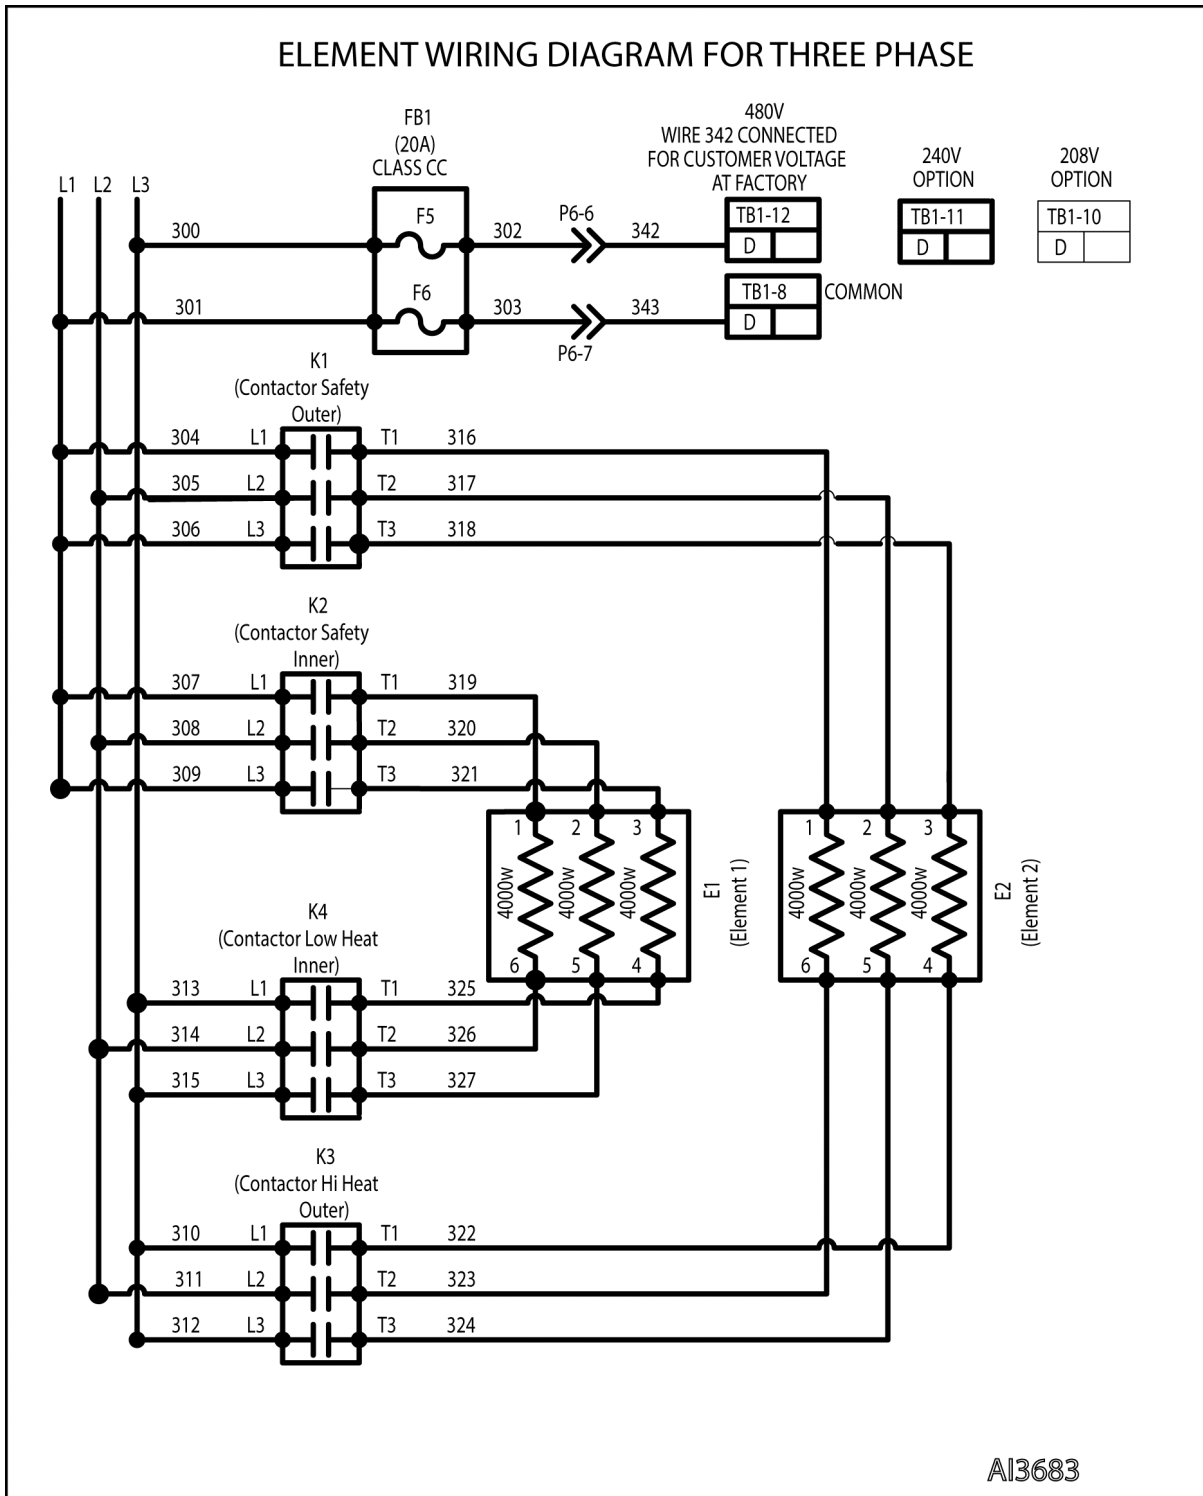 ELEMENT WIRING DIAGRAM FOR THREE PHASE
FB1
(20A)
CLASS CC
480V
WIRE 342 CONNECTED
FOR CUSTOMER VOLTAGE
AT FACTORY
240V
OPTION
208V
OPTION
L1 L2 L3
300
F5
302
P6-6
342
TB1-12
D
TB1-11
D
TB1-10
D
301
F6
303
P6-7
343
TB1-8
D
COMMON
K1
(Contactor Safety
Outer)
304 L1 T1 316
305 L2 T2 317
306 L3 T3 318
K2
(Contactor Safety
Inner)
307 L1 T1 319
308 L2 T2 320
309 L3 T3 321
1 2 3
4000w 4000w 4000w
6 5 4
E1
(Element 1)
1 2 3
4000w 4000w 4000w
6 5 4
E2
(Element 2)
K4
(Contactor Low Heat
Inner)
313 L1 T1 325
314 L2 T2 326
315 L3 T3 327
K3
(Contactor Hi Heat
Outer)
310 L1 T1 322
311 L2 T2 323
312 L3 T3 324
AI3683